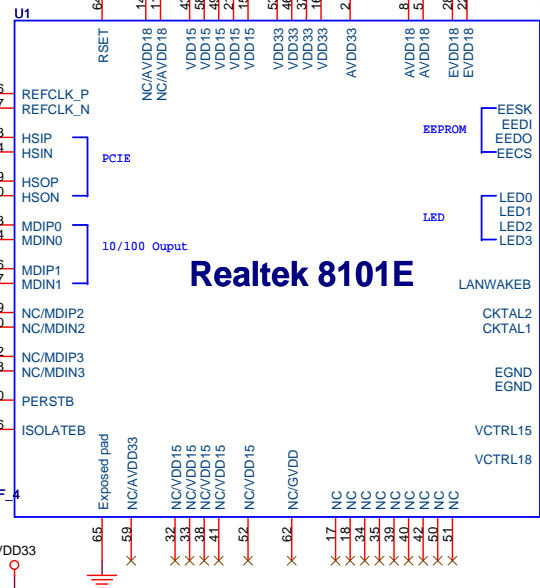 U1
64
RSET
NC/AVDD18
NC/AVDD18
VDD15
VDD15
VDD15
VDD15
VDD15
VDD33
VDD33
VDD33
VDD33
AVDD33
2
AVDD18
8
AVDD18
5
EVDD18
EVDD18
REFCLK_P
REFCLK_N
HSIP
HSIN
PCIE
HSOP
HSON
MDIP0
MDIN0
10/100 Ouput
MDIP1
MDIN1
NC/MDIP2
NC/MDIN2
NC/MDIP3
NC/MDIN3
PERSTB
ISOLATEB
Realtek 8101E
EEPROM
EESK
EEDI
EEDO
EECS
LED
LED0
LED1
LED2
LED3
LANWAKEB
CKTAL2
CKTAL1
EGND
EGND
VCTRL15
VCTRL18
Exposed pad
NC/AVDD33
NC/VDD15
NC/VDD15
NC/VDD15
NC/VDD15
NC/VDD15
NC/GVDD
NC
NC
NC
NC
NC
NC
NC
NC
NC
65
59
32
33
38
41
52
62
17
18
34
35
39
40
42
50
51
_4
VDD33